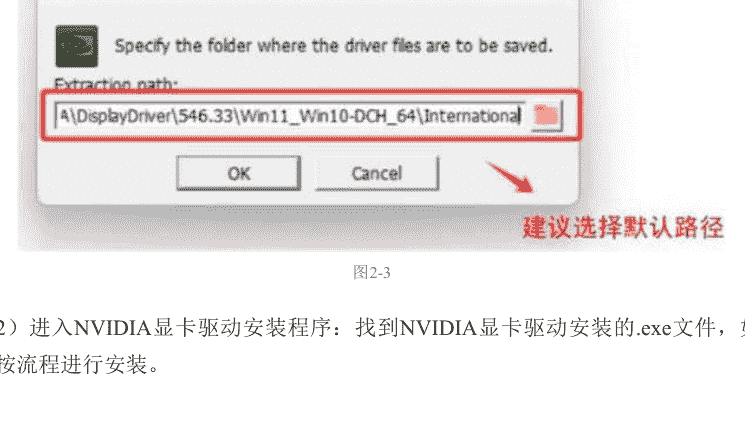 Specify the folder where the driver files are to be saved.
Extraction path:
A\DisplayDriver\546.33\Win11_Win10-DCH_64\International
OK
Cancel
建议选择默认路径
图2-3
2）进入NVIDIA显卡驱动安装程序：找到NVIDIA显卡驱动安装的.exe文件，如
按流程进行安装。